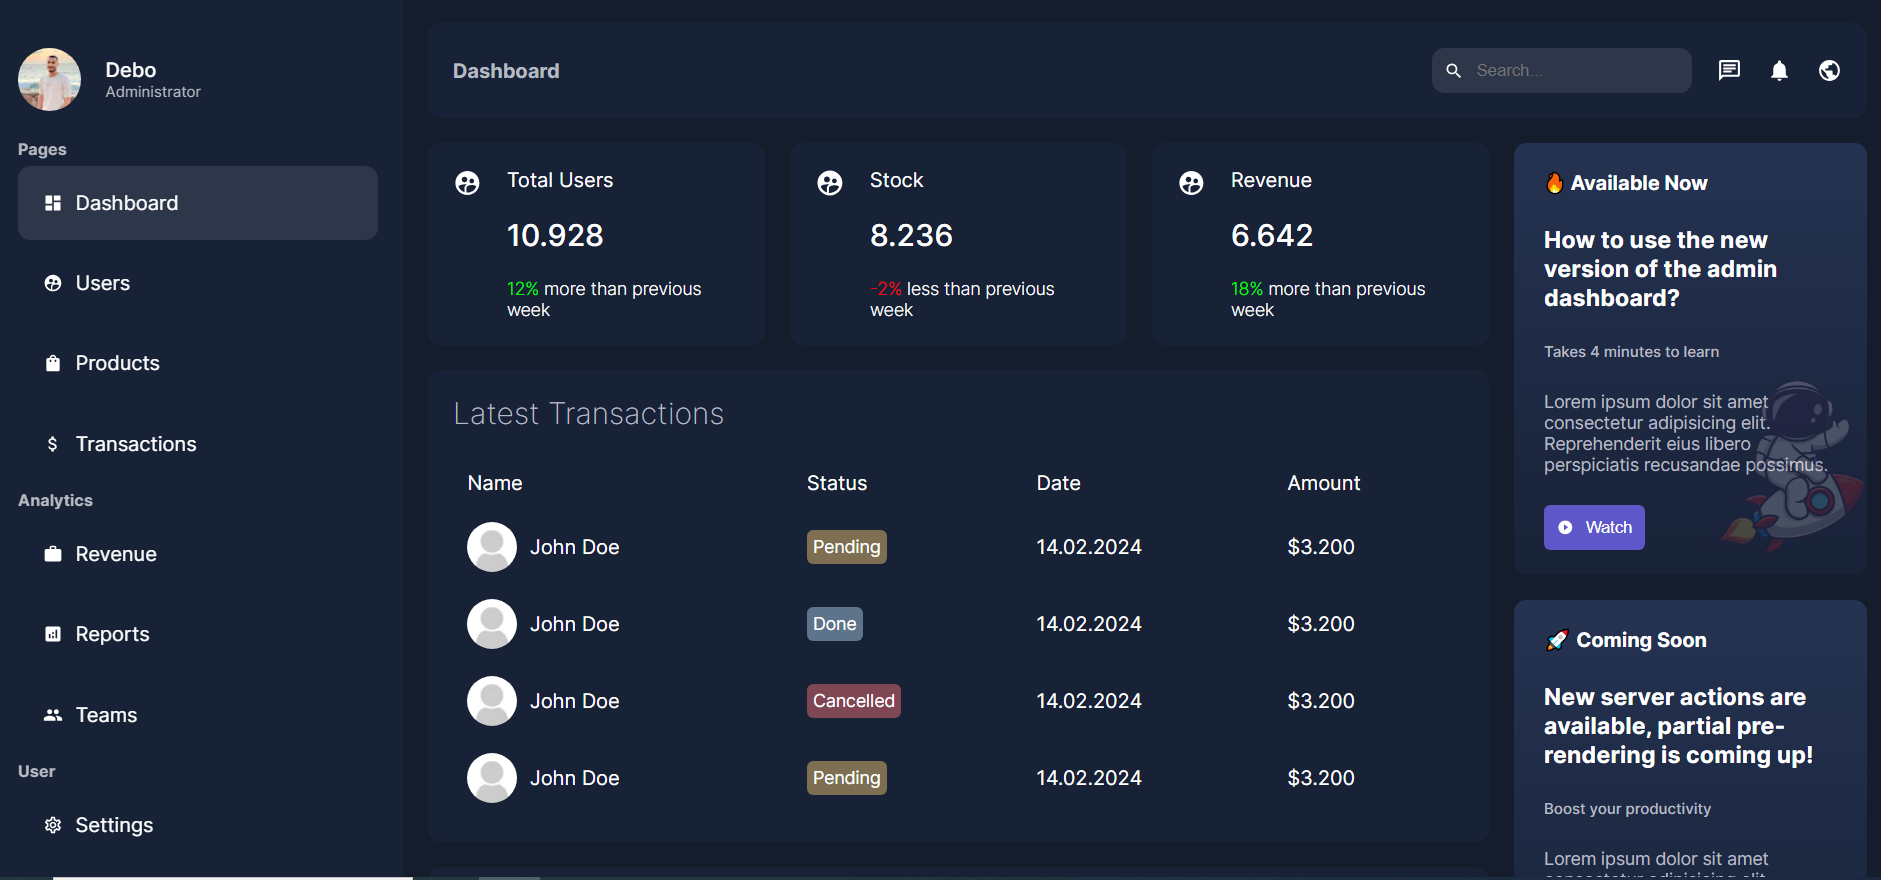 Debo
Administrator
Pages
Dashboard
Users
Products
Transactions
Analytics
Revenue
Reports
Teams
User
Settings
Dashboard
Search...
Total Users
10.928
12% more than previous
week
Stock
8.236
-2% less than previous
week
Revenue
6.642
18% more than previous
week
Latest Transactions
Name Status Date Amount
John Doe Pending 14.02.2024 $3.200
John Doe Done 14.02.2024 $3.200
John Doe Cancelled 14.02.2024 $3.200
John Doe Pending 14.02.2024 $3.200
🔥 Available Now
How to use the new
version of the admin
dashboard?
Takes 4 minutes to learn
Lorem ipsum dolor sit amet
consectetur adipisicing elit.
Reprehenderit eius libero
perspiciatis recusandae possimus.
Watch
🚀 Coming Soon
New server actions are
available, partial pre-
rendering is coming up!
Boost your productivity
Lorem ipsum dolor sit amet